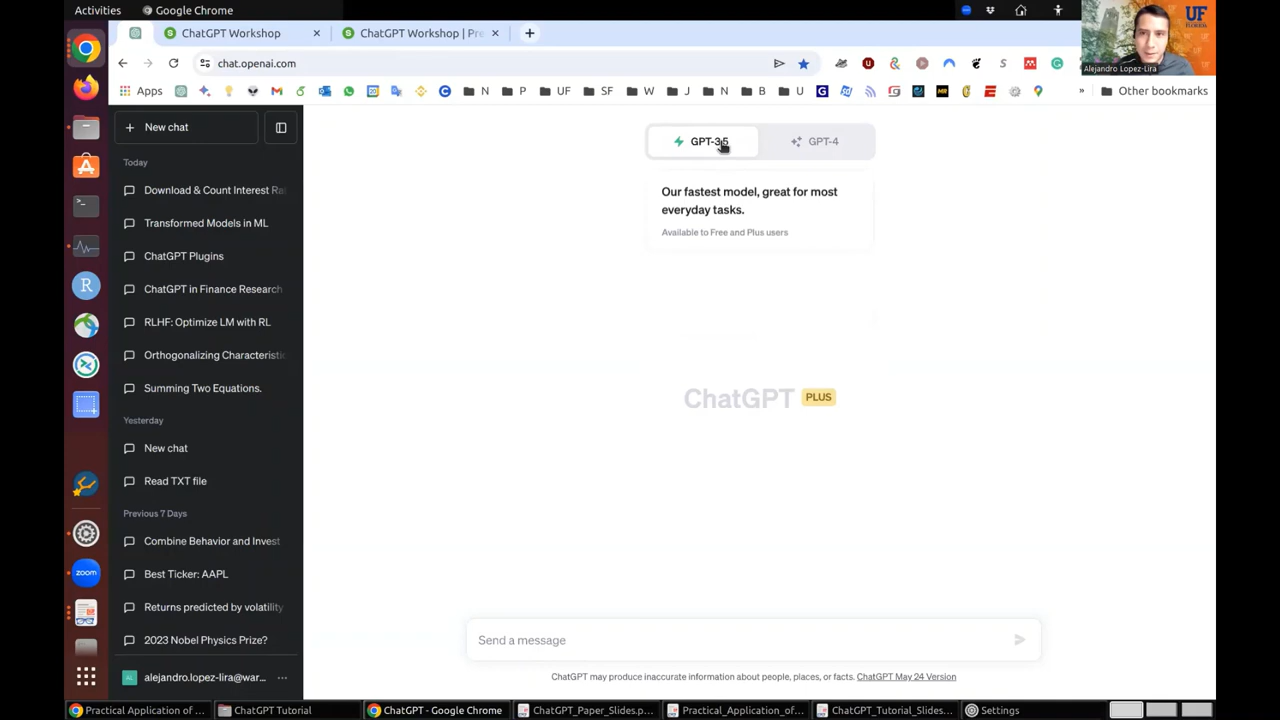 Activities
Google Chrome
ChatGPT Workshop
ChatGPT Workshop | Pre
chat.openai.com
Apps
N
P
UF
SF
W
J
N
B
U
Other bookmarks
UF
Alejandro Lopez-Lira
New chat
Today
Download & Count Interest Ra
Transformed Models in ML
ChatGPT Plugins
ChatGPT in Finance Research
RLHF: Optimize LM with RL
Orthogonalizing Characteristic
Summing Two Equations.
Yesterday
New chat
Read TXT file
Previous 7 Days
Combine Behavior and Invest
Best Ticker: AAPL
Returns predicted by volatility
2023 Nobel Physics Prize?
AL
alejandro.lopez-lira@war...
GPT-3.5
GPT-4
Our fastest model, great for most
everyday tasks.
Available to Free and Plus users
ChatGPT PLUS
Send a message
ChatGPT may produce inaccurate information about people, places, or facts. ChatGPT May 24 Version
zoom
Practical Application of ...
ChatGPT Tutorial
ChatGPT - Google Chrome
ChatGPT_Paper_Slides.p...
Practical_Application_of...
ChatGPT_Tutorial_Slides...
Settings